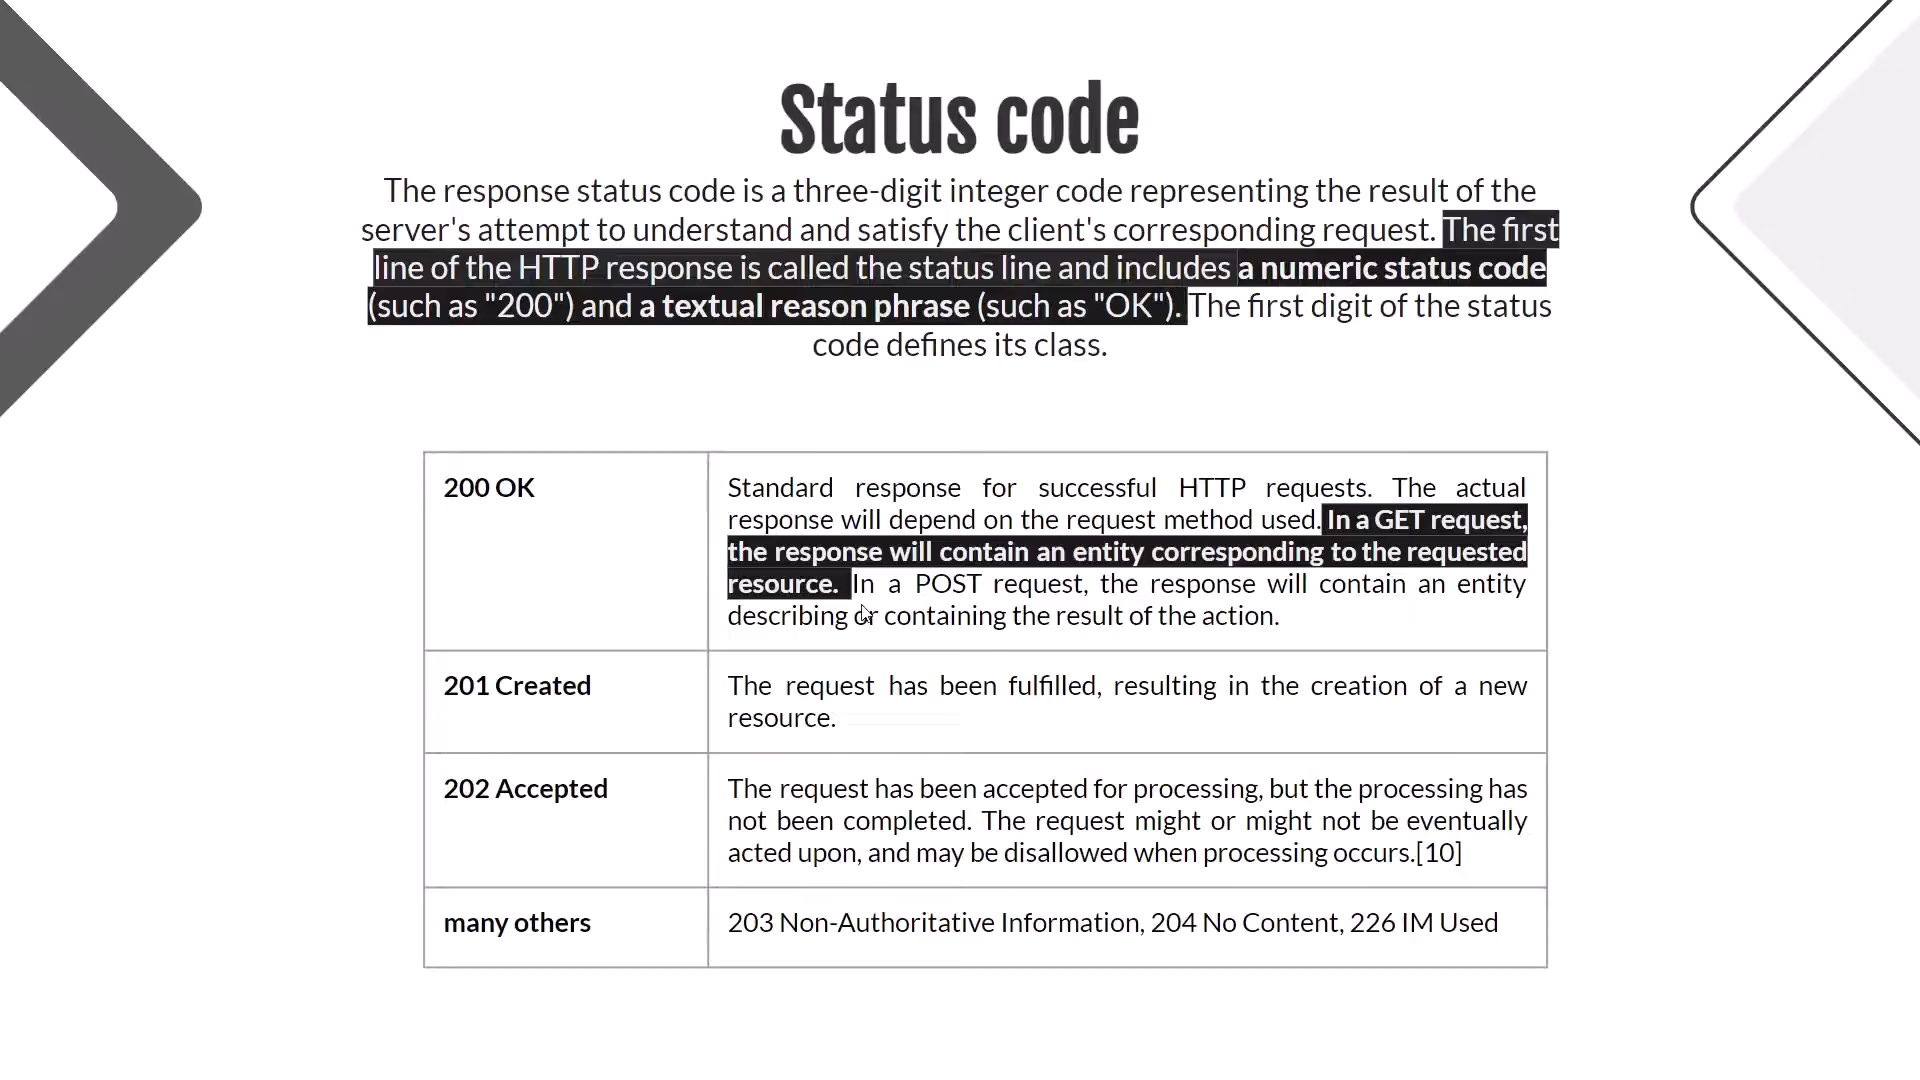 Status code
The response status code is a three-digit integer code representing the result of the
server's attempt to understand and satisfy the client's corresponding request. The first
line of the HTTP response is called the status line and includes a numeric status code
(such as "200") and a textual reason phrase (such as "OK"). The first digit of the status
code defines its class.
200 OK
Standard response for successful HTTP requests. The actual
response will depend on the request method used. In a GET request,
the response will contain an entity corresponding to the requested
resource. In a POST request, the response will contain an entity
describing or containing the result of the action.
201 Created
The request has been fulfilled, resulting in the creation of a new
resource.
202 Accepted
The request has been accepted for processing, but the processing has
not been completed. The request might or might not be eventually
acted upon, and may be disallowed when processing occurs.[10]
many others
203 Non-Authoritative Information, 204 No Content, 226 IM Used